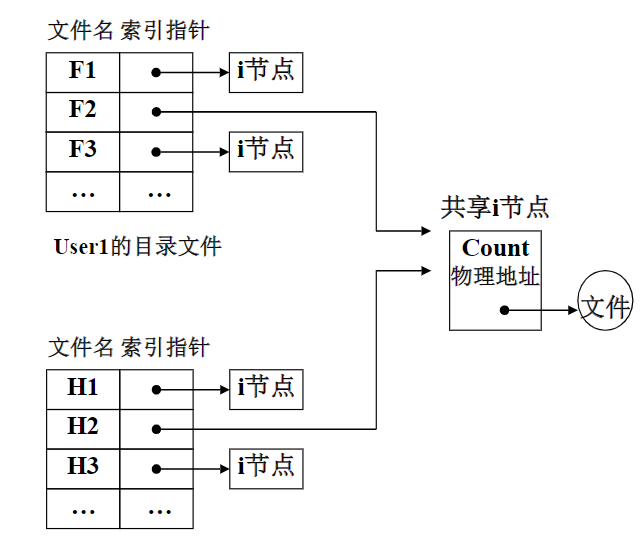 文件名 索引指针
F1 i节点
F2
F3 i节点
... ...
User1的目录文件
共享i节点
Count
物理地址
文件
文件名 索引指针
H1 i节点
H2
H3 i节点
... ...